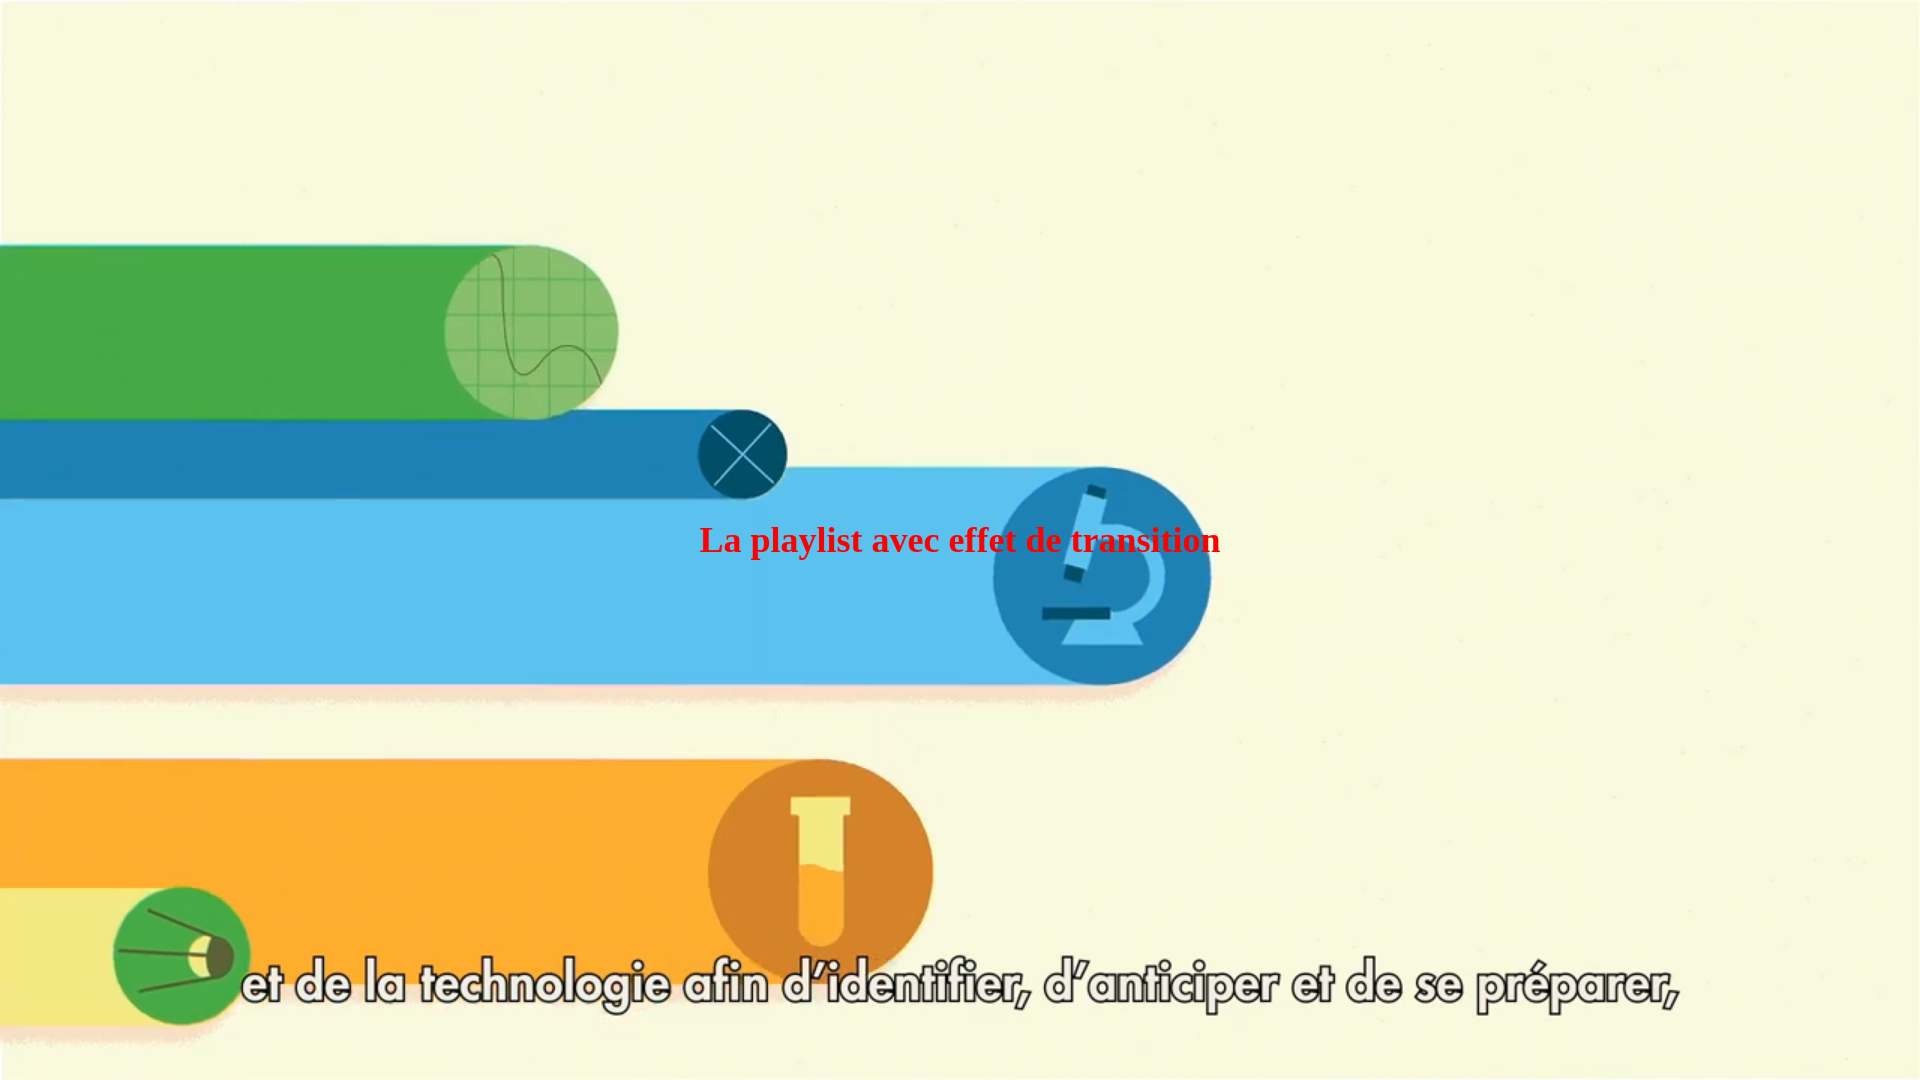 La playlist avec effet de transition
et de la technologie afin d’identifier, d’anticiper et de se préparer,